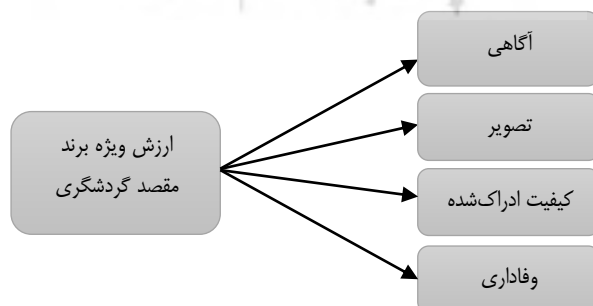 ارزش ویژه برند
مقصد گردشگری
آگاهی
تصویر
کیفیت ادراک‌شده
وفاداری